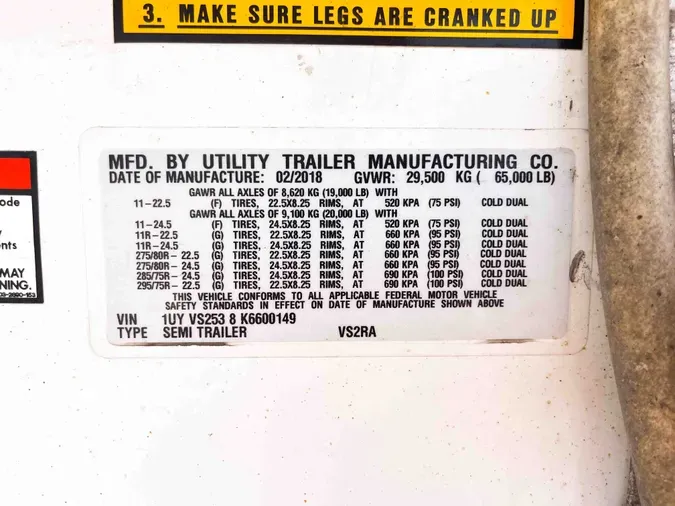 3. MAKE SURE LEGS ARE CRANKED UP
ode
y
ents
MAY
NING.
MFD. BY UTILITY TRAILER MANUFACTURING CO.
DATE OF MANUFACTURE: 02/2018 GVWR: 29,500 KG ( 65,000 LB)
GAWR ALL AXLES OF 8,620 KG (19,000 LB) WITH
11-22.5 (F) TIRES, 22.5X8.25 RIMS, AT 520 KPA (75 PSI) COLD DUAL
GAWR ALL AXLES OF 9,100 KG (20,000 LB) WITH
11-24.5 (F) TIRES, 24.5X8.25 RIMS, AT 520 KPA (75 PSI) COLD DUAL
11R-22.5 (G) TIRES, 22.5X8.25 RIMS, AT 660 KPA (95 PSI) COLD DUAL
11R-24.5 (G) TIRES, 24.5X8.25 RIMS, AT 660 KPA (95 PSI) COLD DUAL
275/80R-22.5 (G) TIRES, 22.5X8.25 RIMS, AT 660 KPA (95 PSI) COLD DUAL
275/80R-24.5 (G) TIRES, 24.5X8.25 RIMS, AT 660 KPA (95 PSI) COLD DUAL
285/75R-24.5 (G) TIRES, 24.5X8.25 RIMS, AT 690 KPA (100 PSI) COLD DUAL
295/75R-22.5 (G) TIRES, 22.5X8.25 RIMS, AT 690 KPA (100 PSI) COLD DUAL
THIS VEHICLE CONFORMS TO ALL APPLICABLE FEDERAL MOTOR VEHICLE
SAFETY STANDARDS IN EFFECT ON DATE OF MANUFACTURE SHOWN ABOVE
VIN 1UY VS253 8 K6600149
TYPE SEMI TRAILER VS2RA